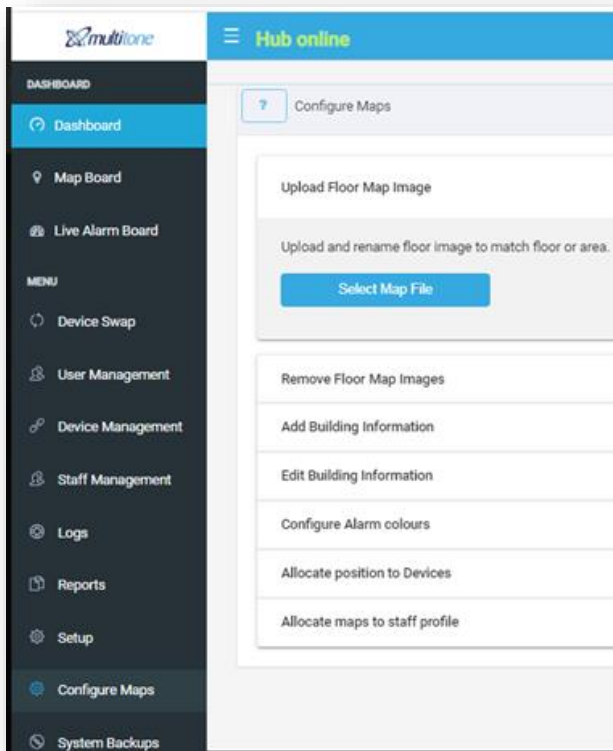 multitone
DASHBOARD
Dashboard
Map Board
Live Alarm Board
MENU
Device Swap
User Management
Device Management
Staff Management
Logs
Reports
Setup
Configure Maps
System Backups
Hub online
? Configure Maps
Upload Floor Map Image
Upload and rename floor image to match floor or area.
Select Map File
Remove Floor Map Images
Add Building Information
Edit Building Information
Configure Alarm colours
Allocate position to Devices
Allocate maps to staff profile